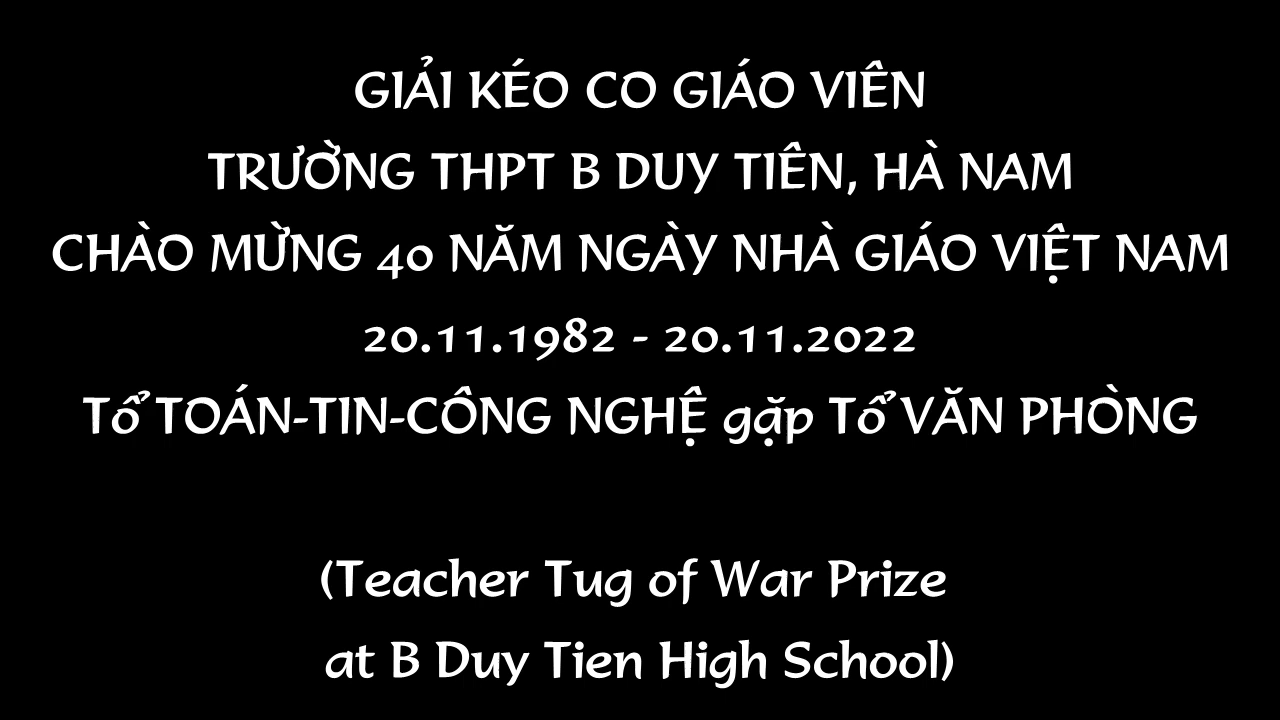 GIẢI KÉO CO GIÁO VIÊN
TRƯỜNG THPT B DUY TIÊN, HÀ NAM
CHÀO MỪNG 40 NĂM NGÀY NHÀ GIÁO VIỆT NAM
20.11.1982 - 20.11.2022
Tổ TOÁN-TIN-CÔNG NGHỆ gặp Tổ VĂN PHÒNG
(Teacher Tug of War Prize
at B Duy Tien High School)